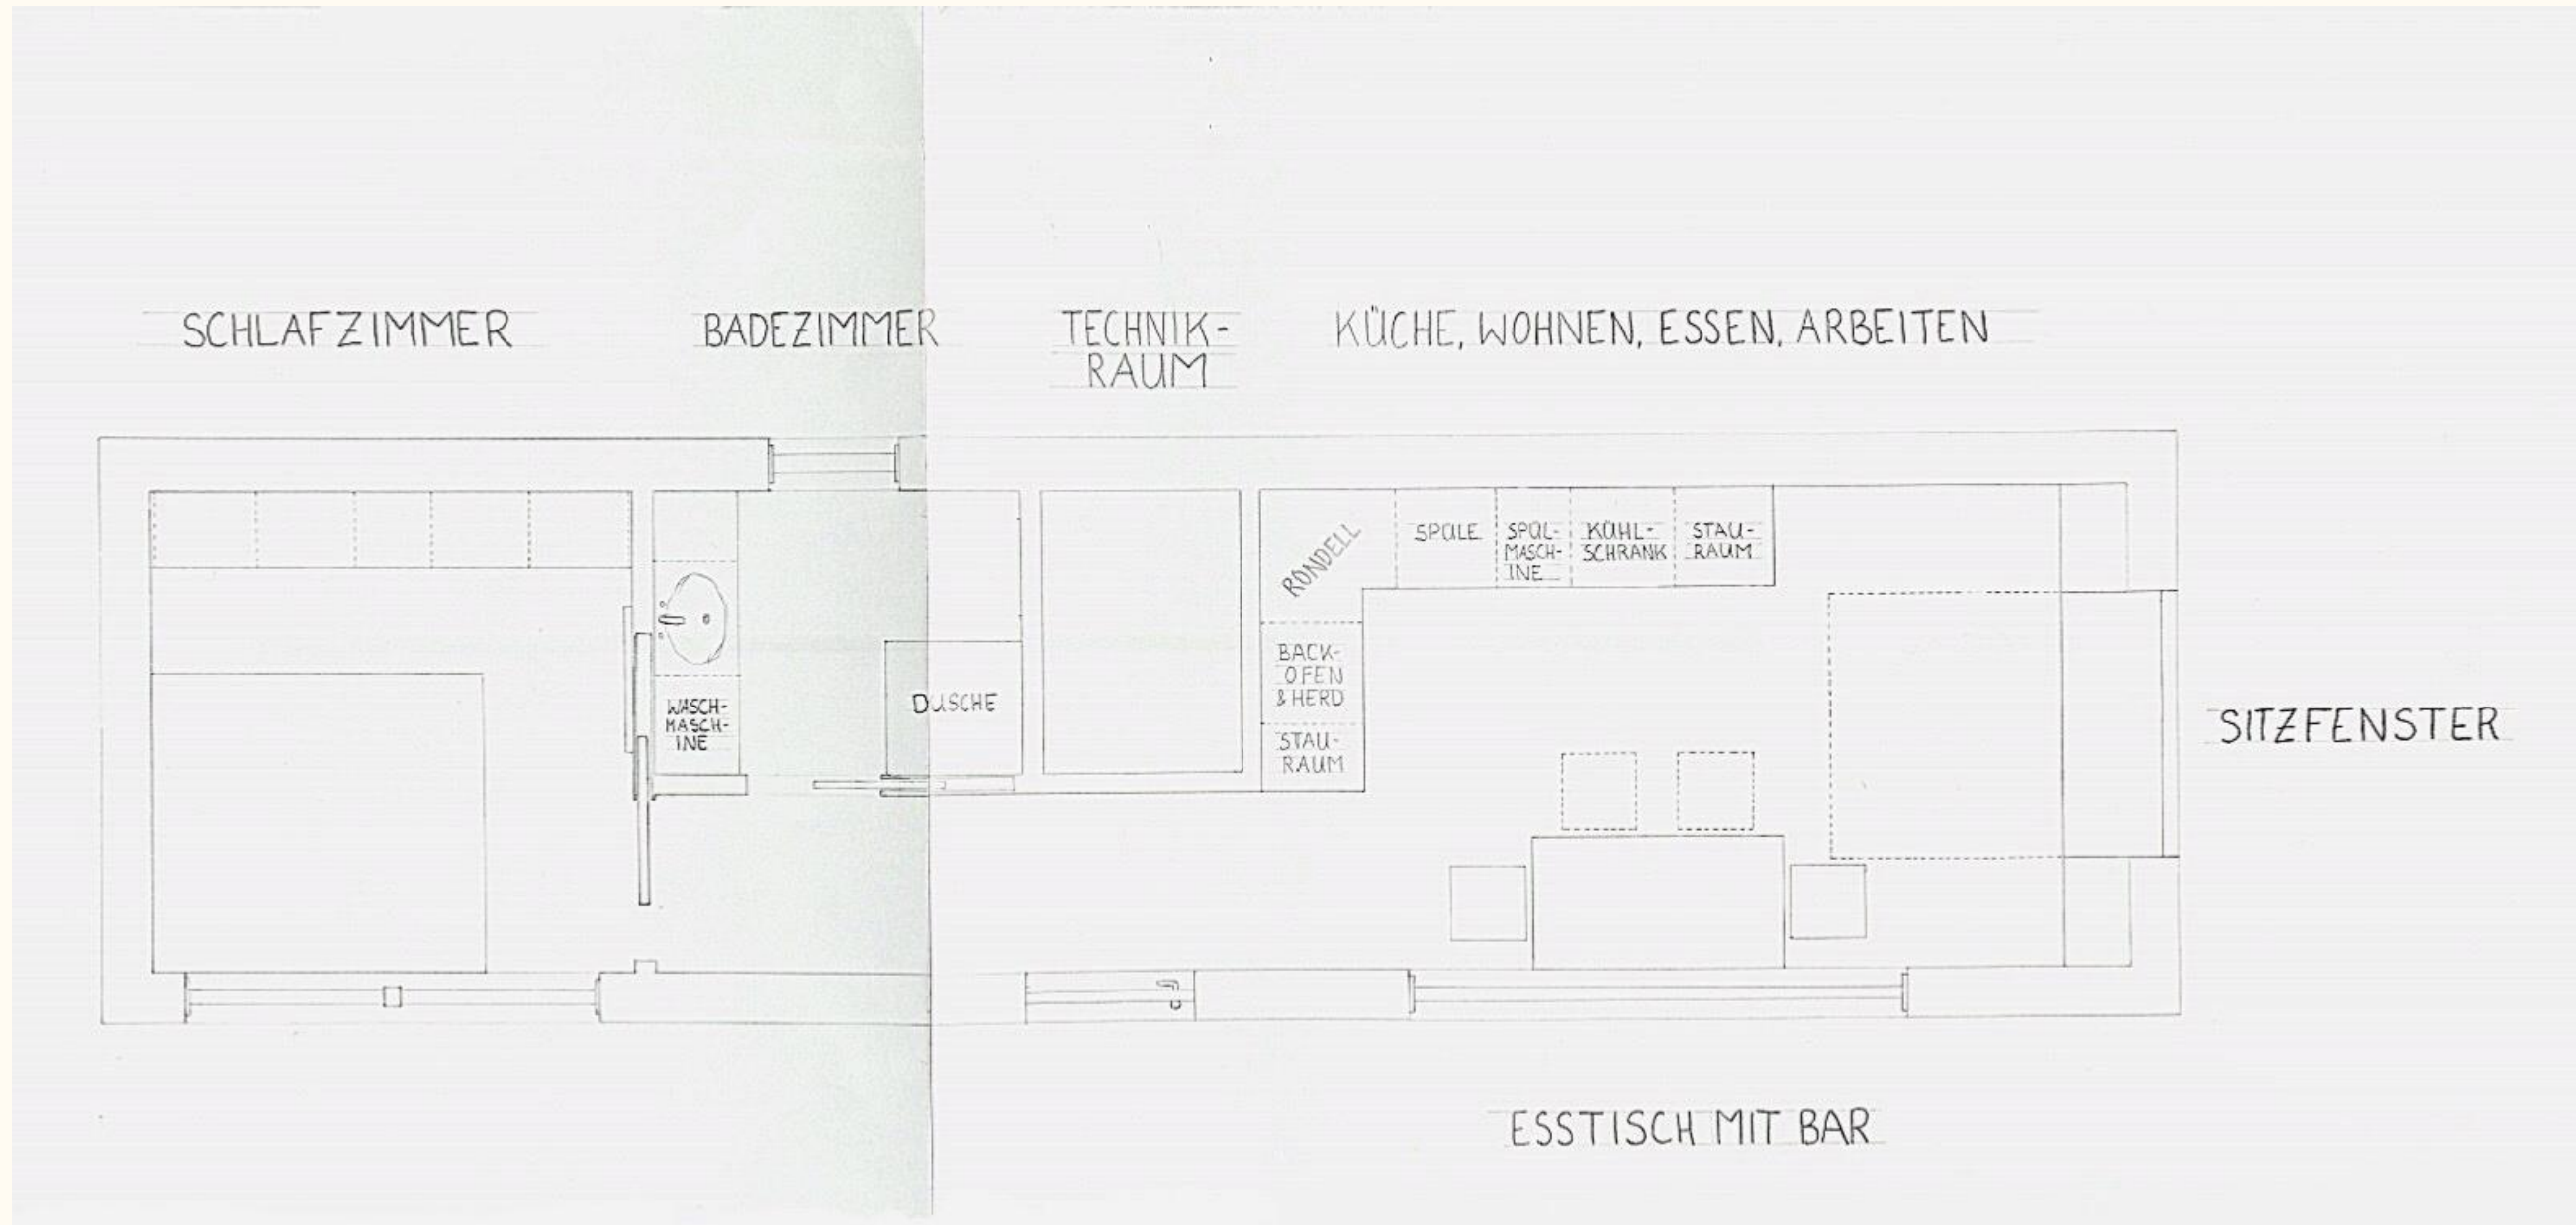 SCHLAFZIMMER
BADEZIMMER
TECHNIK-
RAUM
KÜCHE, WOHNEN, ESSEN, ARBEITEN
RONDELL
SPÜLE
SPÜL-
MASCH-
INE
KÜHL-
SCHRANK
STAU-
RAUM
BACK-
OFEN
& HERD
STAU-
RAUM
WASCH-
MASCH-
INE
DUSCHE
SITZFENSTER
ESSTISCH MIT BAR